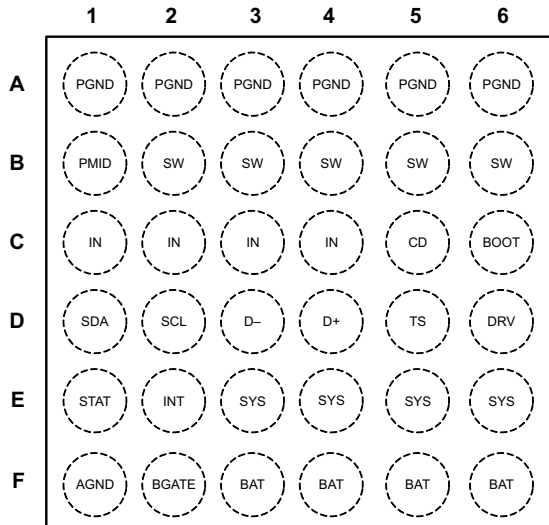 1 2 3 4 5 6
A PGND PGND PGND PGND PGND PGND
B PMID SW SW SW SW SW
C IN IN IN IN CD BOOT
D SDA SCL D– D+ TS DRV
E STAT INT SYS SYS SYS SYS
F AGND BGATE BAT BAT BAT BAT